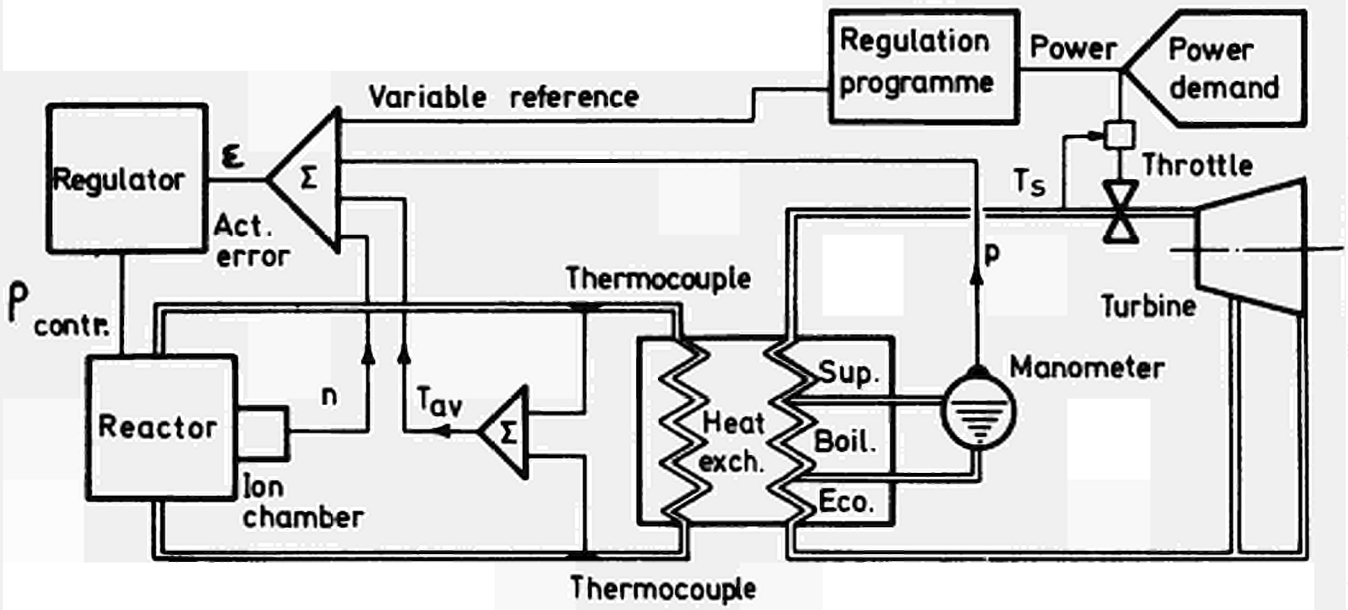 Regulation
programme
Power
Power
demand
Variable reference
Regulator
ε
Σ
Act.
error
Ts
Throttle
p
Turbine
Thermocouple
ρ contr.
Reactor
n
Tav
Σ
Ion
chamber
Heat
exch.
Sup.
Boil.
Eco.
Manometer
Thermocouple